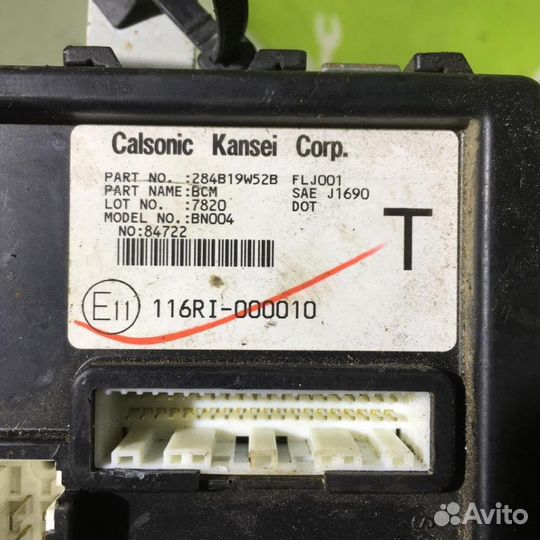 Calsonic Kansei Corp.
PART NO. :284B19W52B FLJ001
PART NAME:BCM SAE J1690
LOT NO. :7820 DOT
MODEL NO.:BN004
NO:84722
T
E11 116RI-000010
Avito